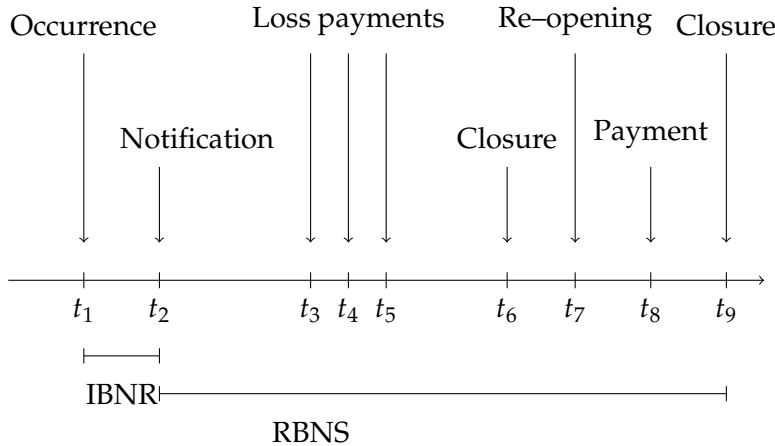 Occurrence Loss payments Re–opening Closure
Notification Closure Payment
t1 t2 t3 t4 t5 t6 t7 t8 t9
IBNR
RBNS